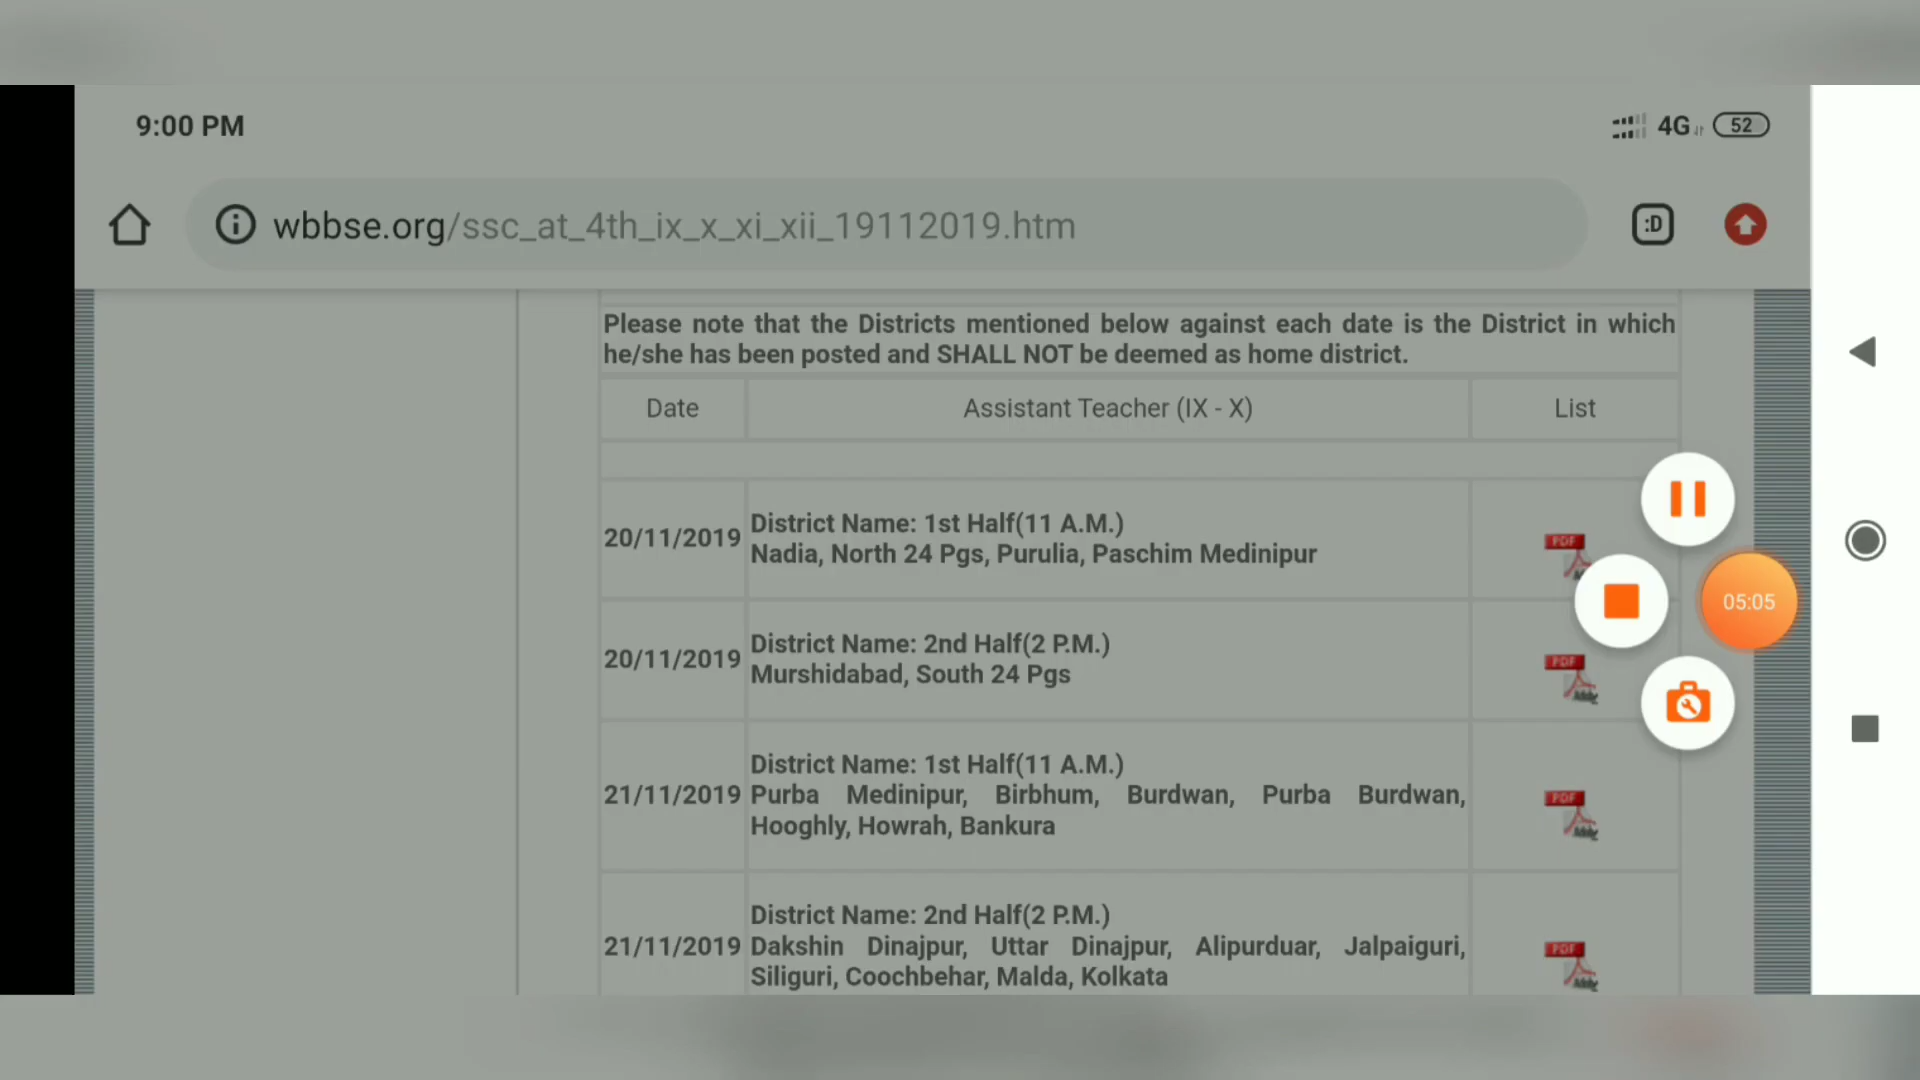 9:00 PM
4G 52
wbbse.org/ssc_at_4th_ix_x_xi_xii_19112019.htm
:D
Please note that the Districts mentioned below against each date is the District in which
he/she has been posted and SHALL NOT be deemed as home district.
Date Assistant Teacher (IX - X) List
District Name: 1st Half(11 A.M.)
20/11/2019 Nadia, North 24 Pgs, Purulia, Paschim Medinipur
PDF
05:05
District Name: 2nd Half(2 P.M.)
20/11/2019 Murshidabad, South 24 Pgs
PDF
District Name: 1st Half(11 A.M.)
21/11/2019 Purba Medinipur, Birbhum, Burdwan, Purba Burdwan,
Hooghly, Howrah, Bankura
PDF
District Name: 2nd Half(2 P.M.)
21/11/2019 Dakshin Dinajpur, Uttar Dinajpur, Alipurduar, Jalpaiguri,
Siliguri, Coochbehar, Malda, Kolkata
PDF